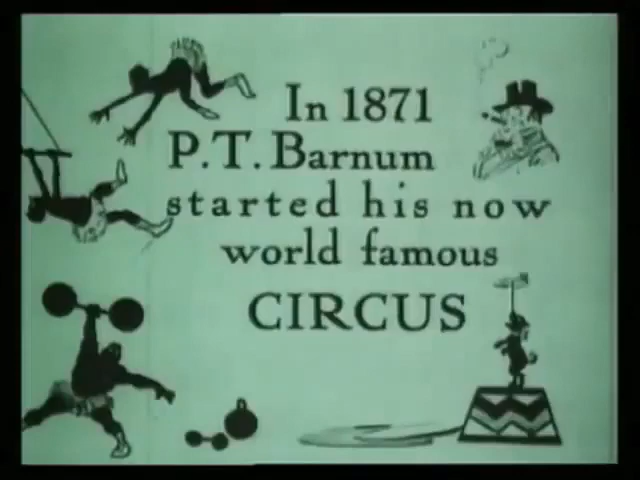 In 1871
P.T. Barnum
started his now
world famous
CIRCUS